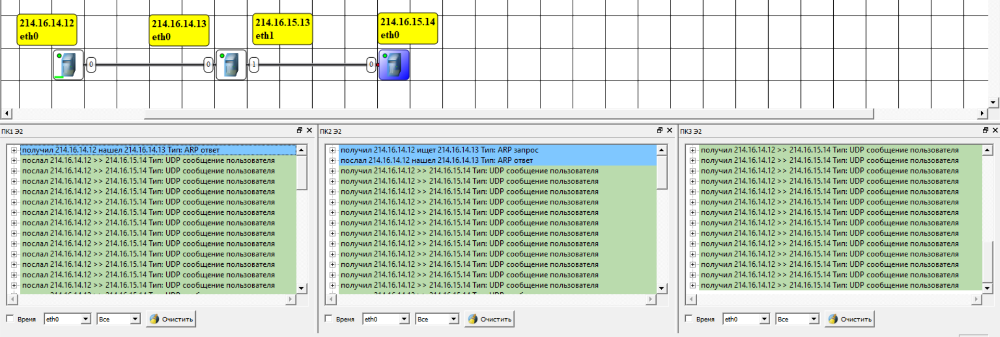 214.16.14.12
eth0
214.16.14.13
eth0
214.16.15.13
eth1
214.16.15.14
eth0
0
0
1
0
ПК1 Э2
получил 214.16.14.12 нашел 214.16.14.13 Тип: ARP ответ
послал 214.16.14.12 >> 214.16.15.14 Тип: UDP сообщение пользователя
послал 214.16.14.12 >> 214.16.15.14 Тип: UDP сообщение пользователя
послал 214.16.14.12 >> 214.16.15.14 Тип: UDP сообщение пользователя
послал 214.16.14.12 >> 214.16.15.14 Тип: UDP сообщение пользователя
послал 214.16.14.12 >> 214.16.15.14 Тип: UDP сообщение пользователя
послал 214.16.14.12 >> 214.16.15.14 Тип: UDP сообщение пользователя
послал 214.16.14.12 >> 214.16.15.14 Тип: UDP сообщение пользователя
послал 214.16.14.12 >> 214.16.15.14 Тип: UDP сообщение пользователя
послал 214.16.14.12 >> 214.16.15.14 Тип: UDP сообщение пользователя
послал 214.16.14.12 >> 214.16.15.14 Тип: UDP сообщение пользователя
послал 214.16.14.12 >> 214.16.15.14 Тип: UDP сообщение пользователя
послал 214.16.14.12 >> 214.16.15.14 Тип: UDP сообщение пользователя
послал 214.16.14.12 >> 214.16.15.14 Тип: UDP сообщение пользователя
Время
eth0
Все
Очистить
ПК2 Э2
получил 214.16.14.12 ищет 214.16.14.13 Тип: ARP запрос
послал 214.16.14.12 нашел 214.16.14.13 Тип: ARP ответ
получил 214.16.14.12 >> 214.16.15.14 Тип: UDP сообщение пользователя
получил 214.16.14.12 >> 214.16.15.14 Тип: UDP сообщение пользователя
получил 214.16.14.12 >> 214.16.15.14 Тип: UDP сообщение пользователя
получил 214.16.14.12 >> 214.16.15.14 Тип: UDP сообщение пользователя
получил 214.16.14.12 >> 214.16.15.14 Тип: UDP сообщение пользователя
получил 214.16.14.12 >> 214.16.15.14 Тип: UDP сообщение пользователя
получил 214.16.14.12 >> 214.16.15.14 Тип: UDP сообщение пользователя
получил 214.16.14.12 >> 214.16.15.14 Тип: UDP сообщение пользователя
получил 214.16.14.12 >> 214.16.15.14 Тип: UDP сообщение пользователя
получил 214.16.14.12 >> 214.16.15.14 Тип: UDP сообщение пользователя
получил 214.16.14.12 >> 214.16.15.14 Тип: UDP сообщение пользователя
получил 214.16.14.12 >> 214.16.15.14 Тип: UDP сообщение пользователя
Время
eth0
Все
Очистить
ПК3 Э2
получил 214.16.14.12 >> 214.16.15.14 Тип: UDP сообщение пользователя
получил 214.16.14.12 >> 214.16.15.14 Тип: UDP сообщение пользователя
получил 214.16.14.12 >> 214.16.15.14 Тип: UDP сообщение пользователя
получил 214.16.14.12 >> 214.16.15.14 Тип: UDP сообщение пользователя
получил 214.16.14.12 >> 214.16.15.14 Тип: UDP сообщение пользователя
получил 214.16.14.12 >> 214.16.15.14 Тип: UDP сообщение пользователя
получил 214.16.14.12 >> 214.16.15.14 Тип: UDP сообщение пользователя
получил 214.16.14.12 >> 214.16.15.14 Тип: UDP сообщение пользователя
получил 214.16.14.12 >> 214.16.15.14 Тип: UDP сообщение пользователя
получил 214.16.14.12 >> 214.16.15.14 Тип: UDP сообщение пользователя
получил 214.16.14.12 >> 214.16.15.14 Тип: UDP сообщение пользователя
получил 214.16.14.12 >> 214.16.15.14 Тип: UDP сообщение пользователя
получил 214.16.14.12 >> 214.16.15.14 Тип: UDP сообщение пользователя
получил 214.16.14.12 >> 214.16.15.14 Тип: UDP сообщение пользователя
Время
eth0
Все
Очистить